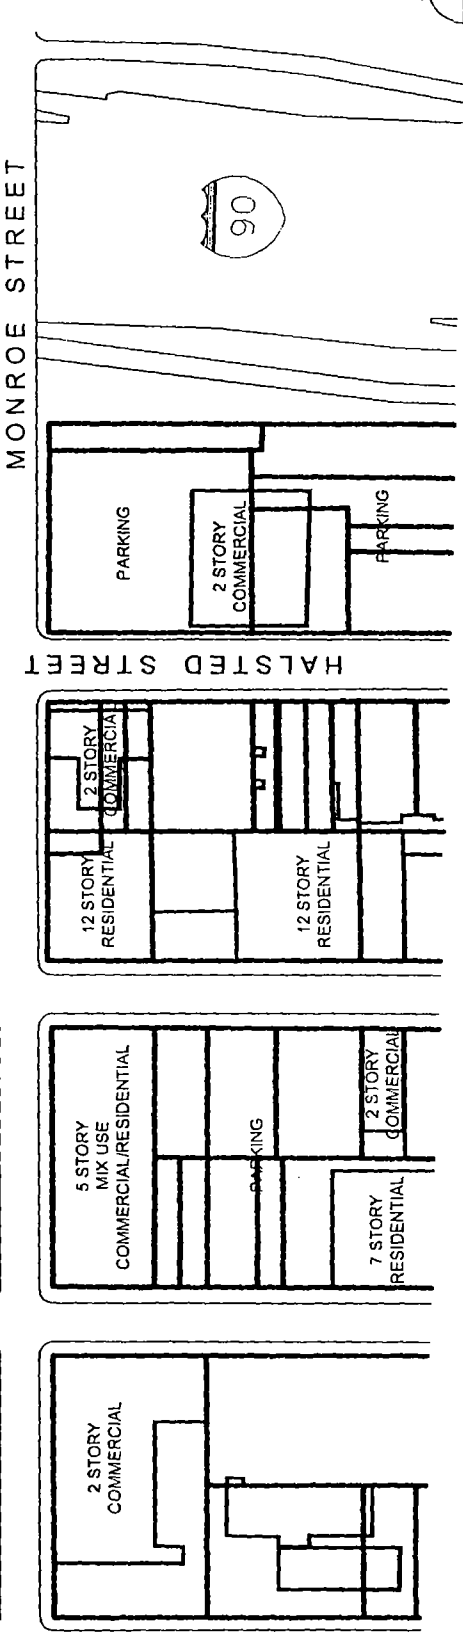 MONROE STREET
90
PARKING
2 STORY
COMMERCIAL
PARKING
HALSTED STREET
2 STORY
COMMERCIAL
12 STORY
RESIDENTIAL
12 STORY
RESIDENTIAL
5 STORY
MIX USE
COMMERCIAL/RESIDENTIAL
PARKING
2 STORY
COMMERCIAL
7 STORY
RESIDENTIAL
2 STORY
COMMERCIAL